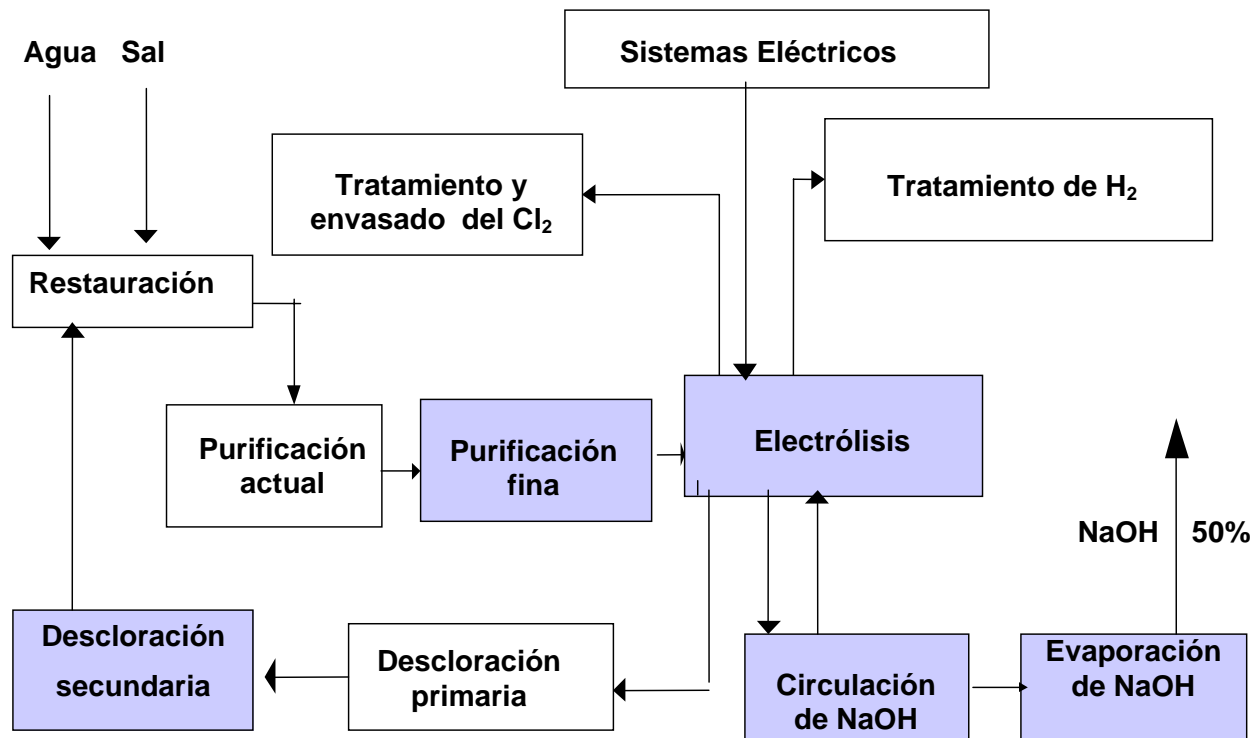 Agua Sal
Sistemas Eléctricos
Tratamiento y
envasado del Cl₂
Tratamiento de H₂
Restauración
Purificación
actual
Purificación
fina
Electrólisis
NaOH 50%
Descloración
secundaria
Descloración
primaria
Circulación
de NaOH
Evaporación
de NaOH